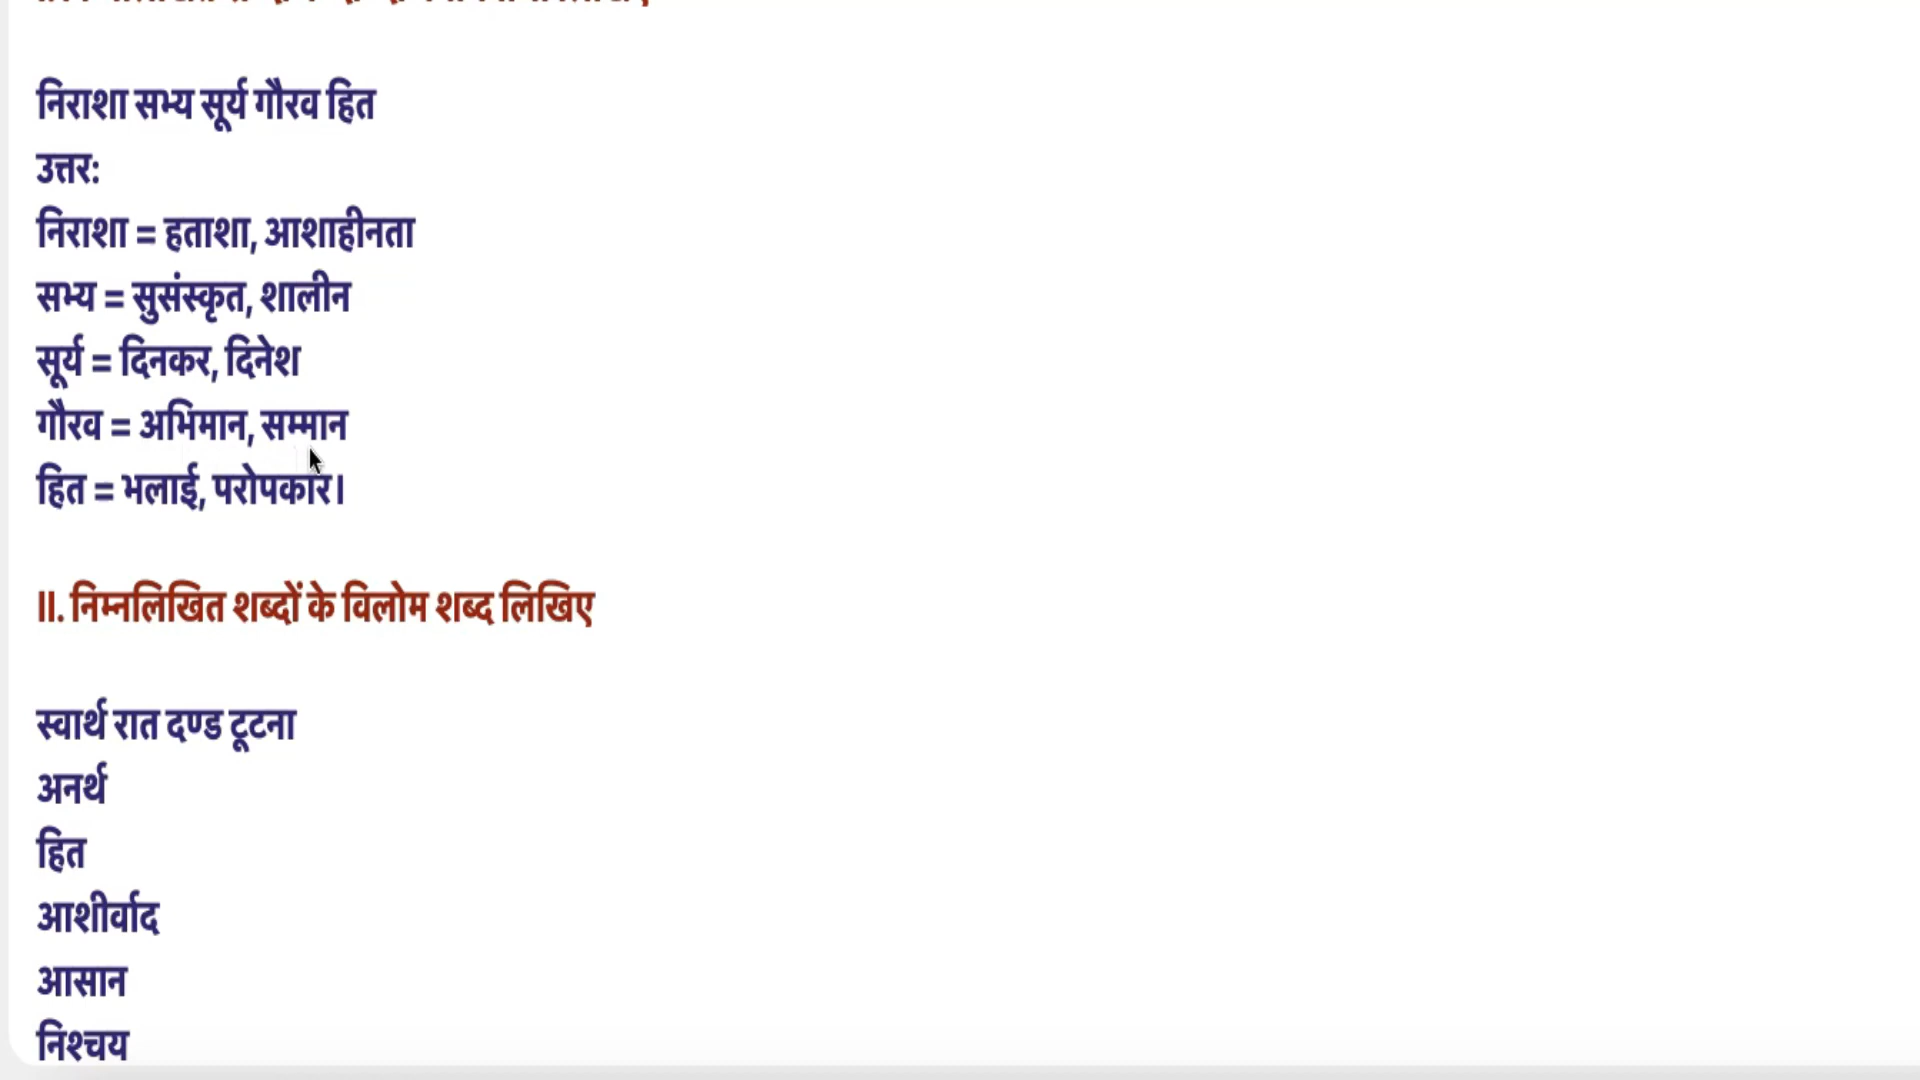 निराशा सभ्य सूर्य गौरव हित
उत्तर:
निराशा = हताशा, आशाहीनता
सभ्य = सुसंस्कृत, शालीन
सूर्य = दिनकर, दिनेश
गौरव = अभिमान, सम्मान
हित = भलाई, परोपकार।
II. निम्नलिखित शब्दों के विलोम शब्द लिखिए
स्वार्थ रात दण्ड टूटना
अनर्थ
हित
आशीर्वाद
आसान
निश्चय